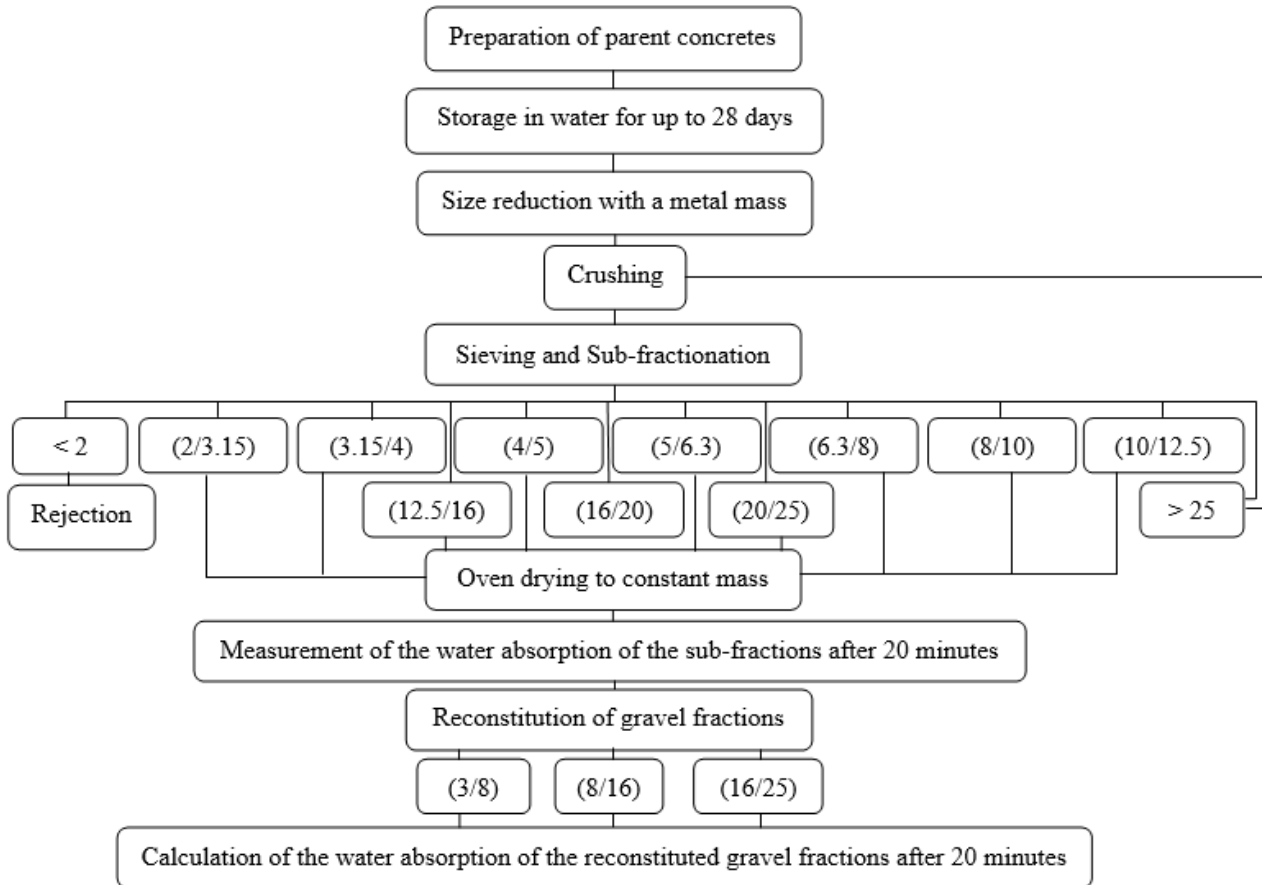 Preparation of parent concretes
Storage in water for up to 28 days
Size reduction with a metal mass
Crushing
Sieving and Sub-fractionation
< 2
(2/3.15)
(3.15/4)
(4/5)
(5/6.3)
(6.3/8)
(8/10)
(10/12.5)
Rejection
(12.5/16)
(16/20)
(20/25)
> 25
Oven drying to constant mass
Measurement of the water absorption of the sub-fractions after 20 minutes
Reconstitution of gravel fractions
(3/8)
(8/16)
(16/25)
Calculation of the water absorption of the reconstituted gravel fractions after 20 minutes